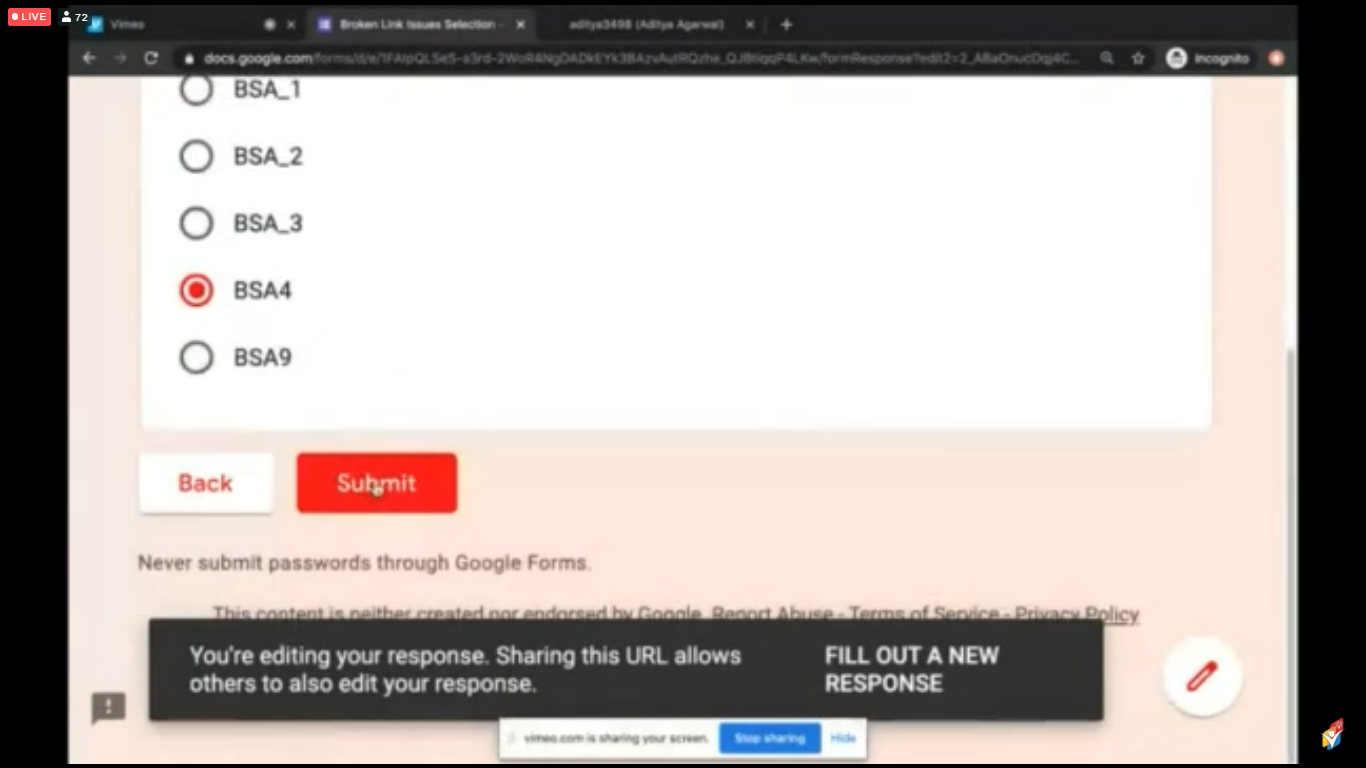 LIVE 72
Vimeo
Broken Link Issues Selection
aditya3498 (Aditya Agarwal)
docs.google.com
Incognito
BSA_1
BSA_2
BSA_3
BSA4
BSA9
Back
Submit
Never submit passwords through Google Forms.
This content is neither created nor endorsed by Google. Report Abuse - Terms of Service - Privacy Policy
You're editing your response. Sharing this URL allows
others to also edit your response.
FILL OUT A NEW
RESPONSE
vimeo.com is sharing your screen.
Stop sharing
Hide